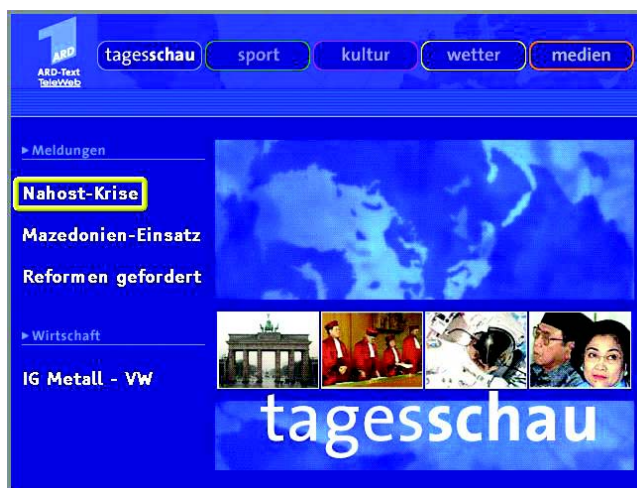 ARD
ARD-Text
TeleWeb
tagesschau
sport
kultur
wetter
medien
Meldungen
Nahost-Krise
Mazedonien-Einsatz
Reformen gefordert
Wirtschaft
IG Metall - VW
tagesschau